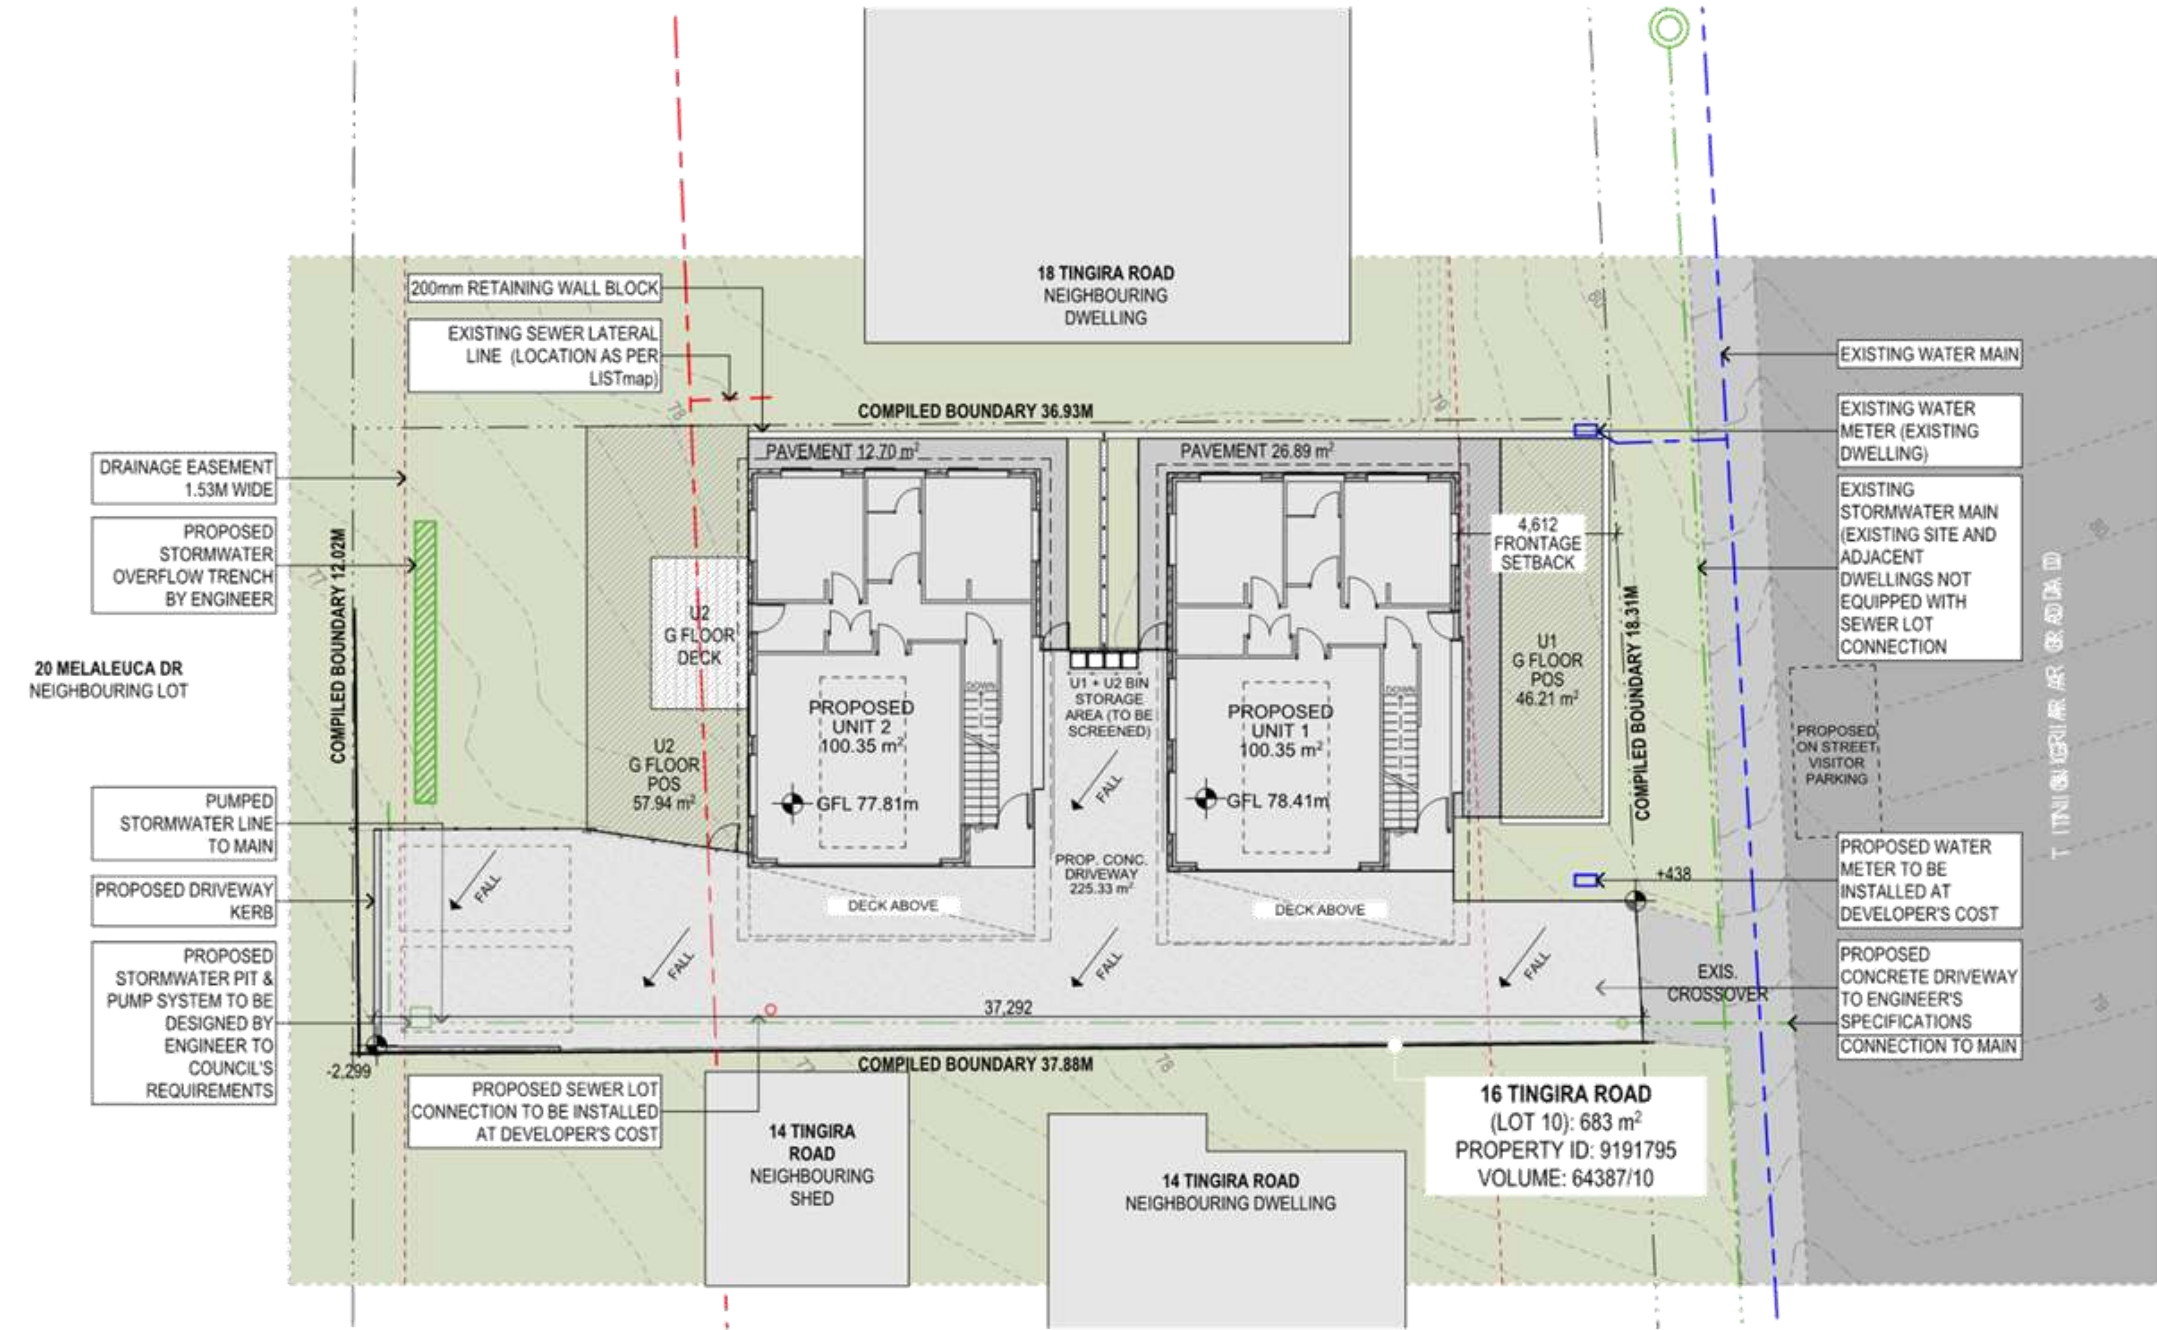 18 TINGIRA ROAD
NEIGHBOURING
DWELLING
200mm RETAINING WALL BLOCK
EXISTING SEWER LATERAL
LINE (LOCATION AS PER
LISTmap)
COMPILED BOUNDARY 36.93M
78
79
80
EXISTING WATER MAIN
EXISTING WATER
METER (EXISTING
DWELLING)
EXISTING
STORMWATER MAIN
(EXISTING SITE AND
ADJACENT
DWELLINGS NOT
EQUIPPED WITH
SEWER LOT
CONNECTION
DRAINAGE EASEMENT
1.53M WIDE
PROPOSED
STORMWATER
OVERFLOW TRENCH
BY ENGINEER
77
COMPILED BOUNDARY 12.02M
20 MELALEUCA DR
NEIGHBOURING LOT
PAVEMENT 12.70 m²
PAVEMENT 26.89 m²
4,612
FRONTAGE
SETBACK
U2
G FLOOR
DECK
U2
G FLOOR
POS
57.94 m²
PROPOSED
UNIT 2
100.35 m²
GFL 77.81m
DOWN
U1 + U2 BIN
STORAGE
AREA (TO BE
SCREENED)
FALL
PROPOSED
UNIT 1
100.35 m²
GFL 78.41m
DOWN
U1
G FLOOR
POS
46.21 m²
COMPILED BOUNDARY 18.31M
PROPOSED
ON STREET
VISITOR
PARKING
80
PUMPED
STORMWATER LINE
TO MAIN
PROPOSED DRIVEWAY
KERB
PROPOSED
STORMWATER PIT &
PUMP SYSTEM TO BE
DESIGNED BY
ENGINEER TO
COUNCIL'S
REQUIREMENTS
FALL
FALL
DECK ABOVE
PROP. CONC.
DRIVEWAY
225.33 m²
FALL
DECK ABOVE
FALL
+438
EXIS.
CROSSOVER
PROPOSED WATER
METER TO BE
INSTALLED AT
DEVELOPER'S COST
PROPOSED
CONCRETE DRIVEWAY
TO ENGINEER'S
SPECIFICATIONS
CONNECTION TO MAIN
79
37,292
-2,299
COMPILED BOUNDARY 37.88M
77
78
PROPOSED SEWER LOT
CONNECTION TO BE INSTALLED
AT DEVELOPER'S COST
14 TINGIRA
ROAD
NEIGHBOURING
SHED
14 TINGIRA ROAD
NEIGHBOURING DWELLING
16 TINGIRA ROAD
(LOT 10): 683 m²
PROPERTY ID: 9191795
VOLUME: 64387/10